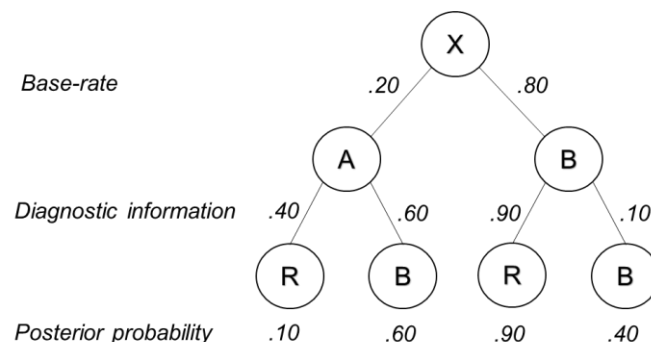 X
Base-rate .20 .80
A B
Diagnostic information .40 .60 .90 .10
R B R B
Posterior probability .10 .60 .90 .40